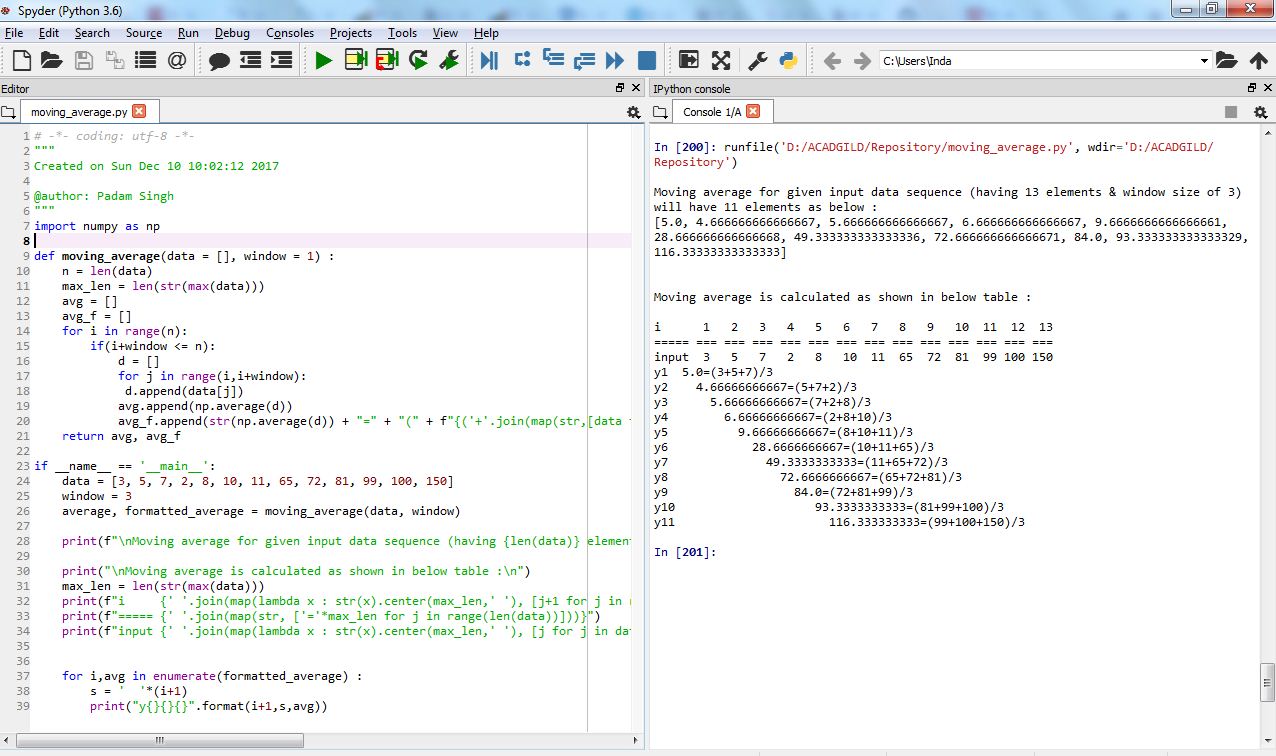 Spyder (Python 3.6)
File Edit Search Source Run Debug Consoles Projects Tools View Help
C:\Users\Inda
Editor
moving_average.py
1 # -*- coding: utf-8 -*-
2 """
3 Created on Sun Dec 10 10:02:12 2017
4
5 @author: Padam Singh
6 """
7 import numpy as np
8
9 def moving_average(data = [], window = 1) :
10     n = len(data)
11     max_len = len(str(max(data)))
12     avg = []
13     avg_f = []
14     for i in range(n):
15         if(i+window <= n):
16             d = []
17             for j in range(i,i+window):
18              d.append(data[j])
19             avg.append(np.average(d))
20             avg_f.append(str(np.average(d)) + "=" + "(" + f"{('+'.join(map(str,[data
21     return avg, avg_f
22
23 if __name__ == '__main__':
24     data = [3, 5, 7, 2, 8, 10, 11, 65, 72, 81, 99, 100, 150]
25     window = 3
26     average, formatted_average = moving_average(data, window)
27
28     print(f"\nMoving average for given input data sequence (having {len(data)} elemen
29
30     print("\nMoving average is calculated as shown in below table :\n")
31     max_len = len(str(max(data)))
32     print(f"i     {' '.join(map(lambda x : str(x).center(max_len,' '), [j+1 for j in
33     print(f"===== {' '.join(map(str, ['='*max_len for j in range(len(data))]))}")
34     print(f"input {' '.join(map(lambda x : str(x).center(max_len,' '), [j for j in da
35
36
37     for i,avg in enumerate(formatted_average) :
38         s = '  '*(i+1)
39         print("y{}{}{}".format(i+1,s,avg))
IPython console
Console 1/A
In [200]: runfile('D:/ACADGILD/Repository/moving_average.py', wdir='D:/ACADGILD/
Repository')
Moving average for given input data sequence (having 13 elements & window size of 3)
will have 11 elements as below :
[5.0, 4.666666666666667, 5.666666666666667, 6.666666666666667, 9.6666666666666661,
28.666666666666668, 49.333333333333336, 72.666666666666671, 84.0, 93.333333333333329,
116.33333333333333]
Moving average is calculated as shown in below table :
i      1   2   3   4   5   6   7   8   9   10  11  12  13
===== === === === === === === === === === === === === ===
input  3   5   7   2   8   10  11  65  72  81  99 100 150
y1  5.0=(3+5+7)/3
y2    4.66666666667=(5+7+2)/3
y3      5.66666666667=(7+2+8)/3
y4        6.66666666667=(2+8+10)/3
y5          9.66666666667=(8+10+11)/3
y6            28.6666666667=(10+11+65)/3
y7              49.3333333333=(11+65+72)/3
y8                72.6666666667=(65+72+81)/3
y9                  84.0=(72+81+99)/3
y10                    93.3333333333=(81+99+100)/3
y11                      116.333333333=(99+100+150)/3
In [201]: